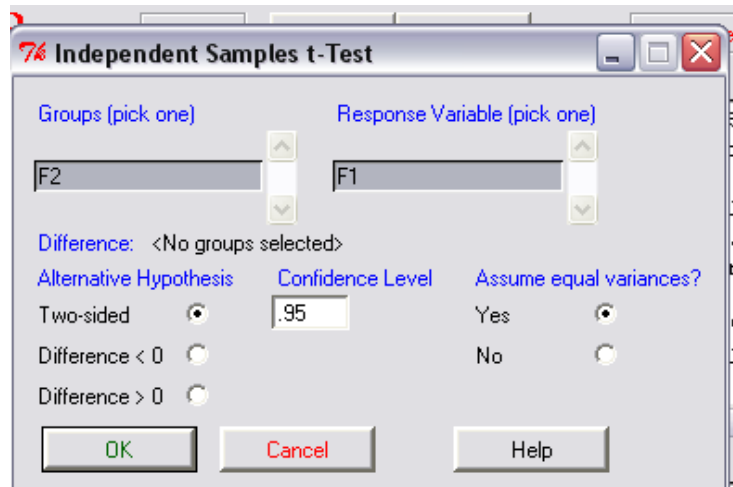 Independent Samples t-Test
Groups (pick one) Response Variable (pick one)
F2 F1
Difference: <No groups selected>
Alternative Hypothesis Confidence Level Assume equal variances?
Two-sided .95 Yes
Difference < 0 No
Difference > 0
OK Cancel Help